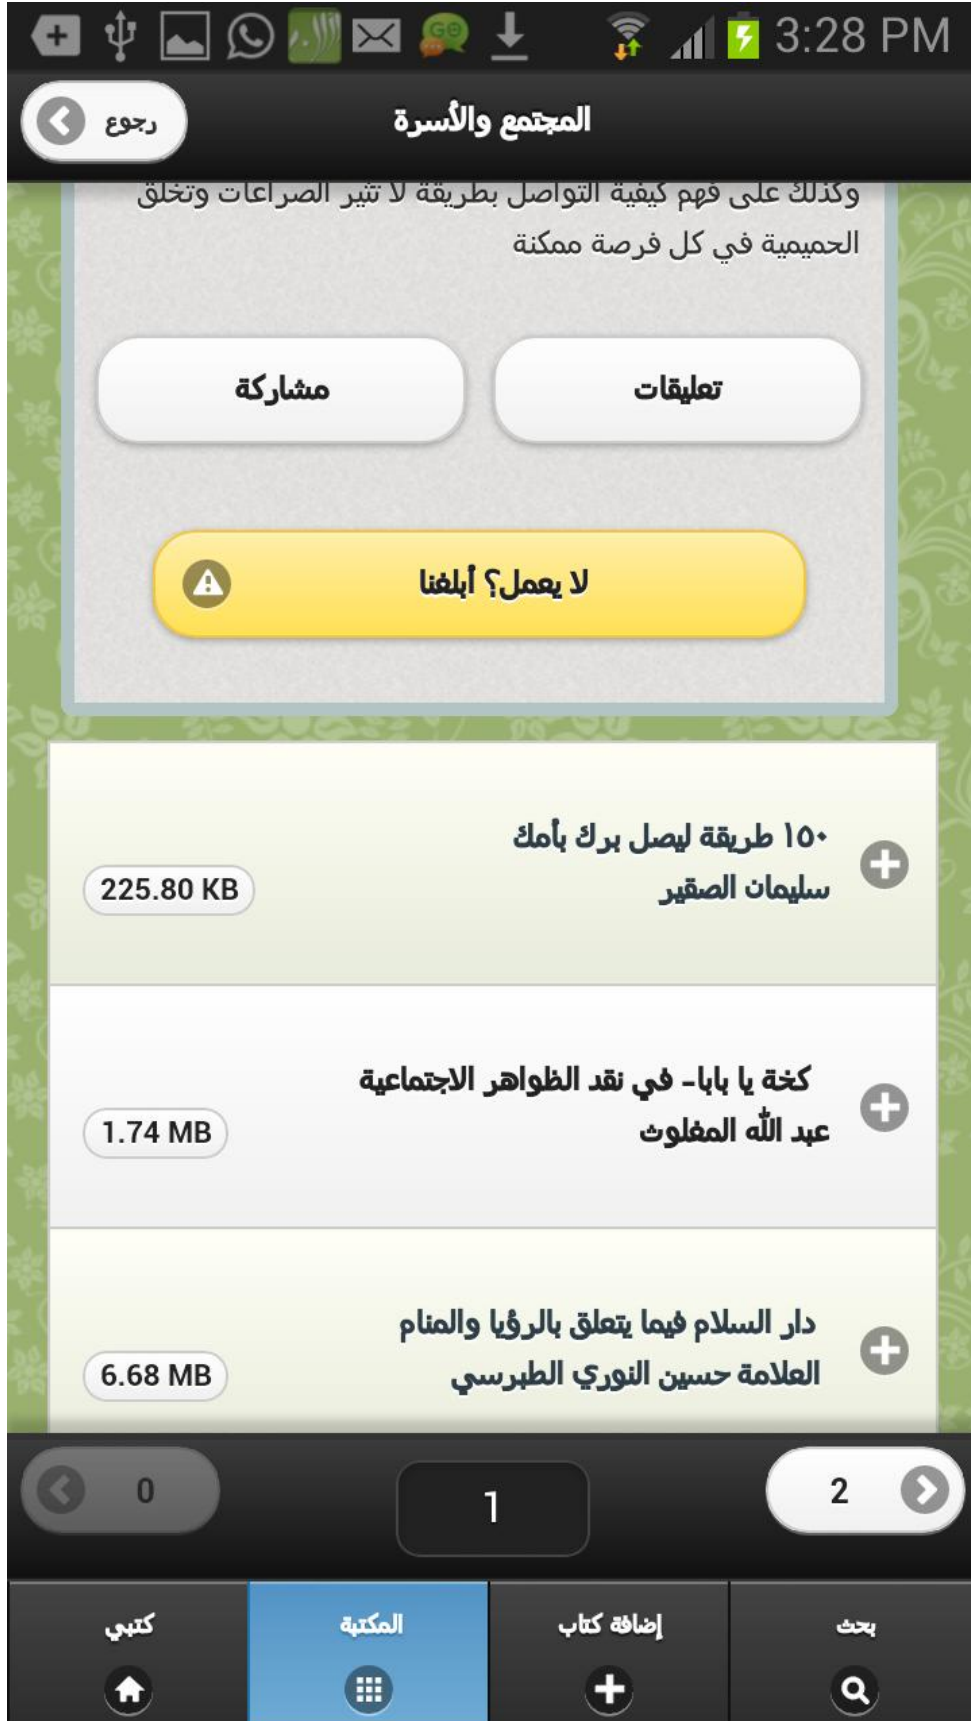 3:28 PM
رجوع
المجتمع والأسرة
وكذلك على فهم كيفية التواصل بطريقة لا تثير الصراعات وتخلق
الحميمية في كل فرصة ممكنة
تعليقات
مشاركة
لا يعمل؟ أبلغنا
١٥٠ طريقة ليصل برك بأمك
سليمان الصقير
225.80 KB
كخة يا بابا- في نقد الظواهر الاجتماعية
عبد الله المغلوث
1.74 MB
دار السلام فيما يتعلق بالرؤيا والمنام
العلامة حسين النوري الطبرسي
6.68 MB
2
1
0
بحث
إضافة كتاب
المكتبة
كتبي